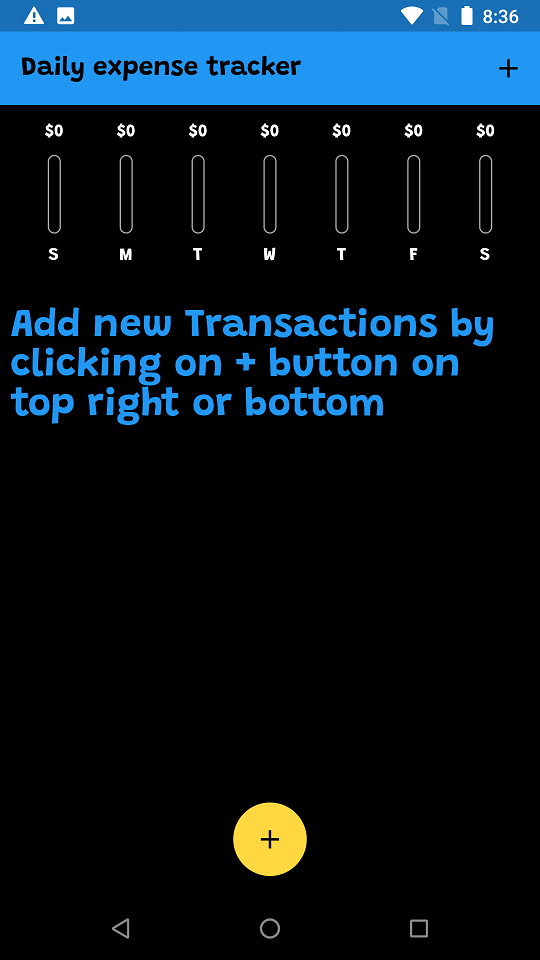 8:36
Daily expense tracker +
$0 $0 $0 $0 $0 $0 $0
S M T W T F S
Add new Transactions by
clicking on + button on
top right or bottom
+